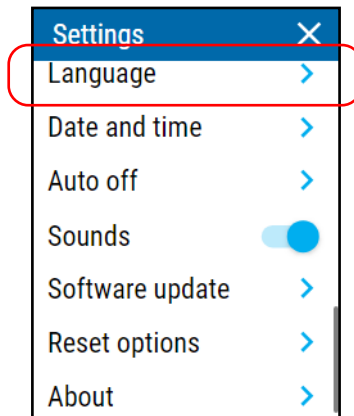 Settings
Language
Date and time
Auto off
Sounds
Software update
Reset options
About